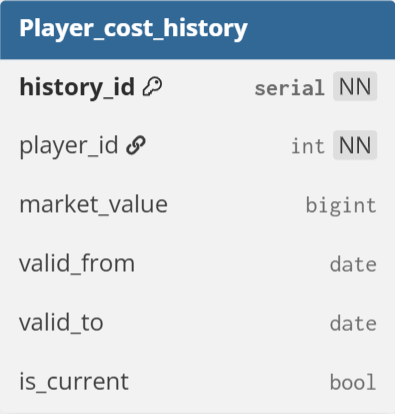 Player_cost_history
history_id serial NN
player_id int NN
market_value bigint
valid_from date
valid_to date
is_current bool